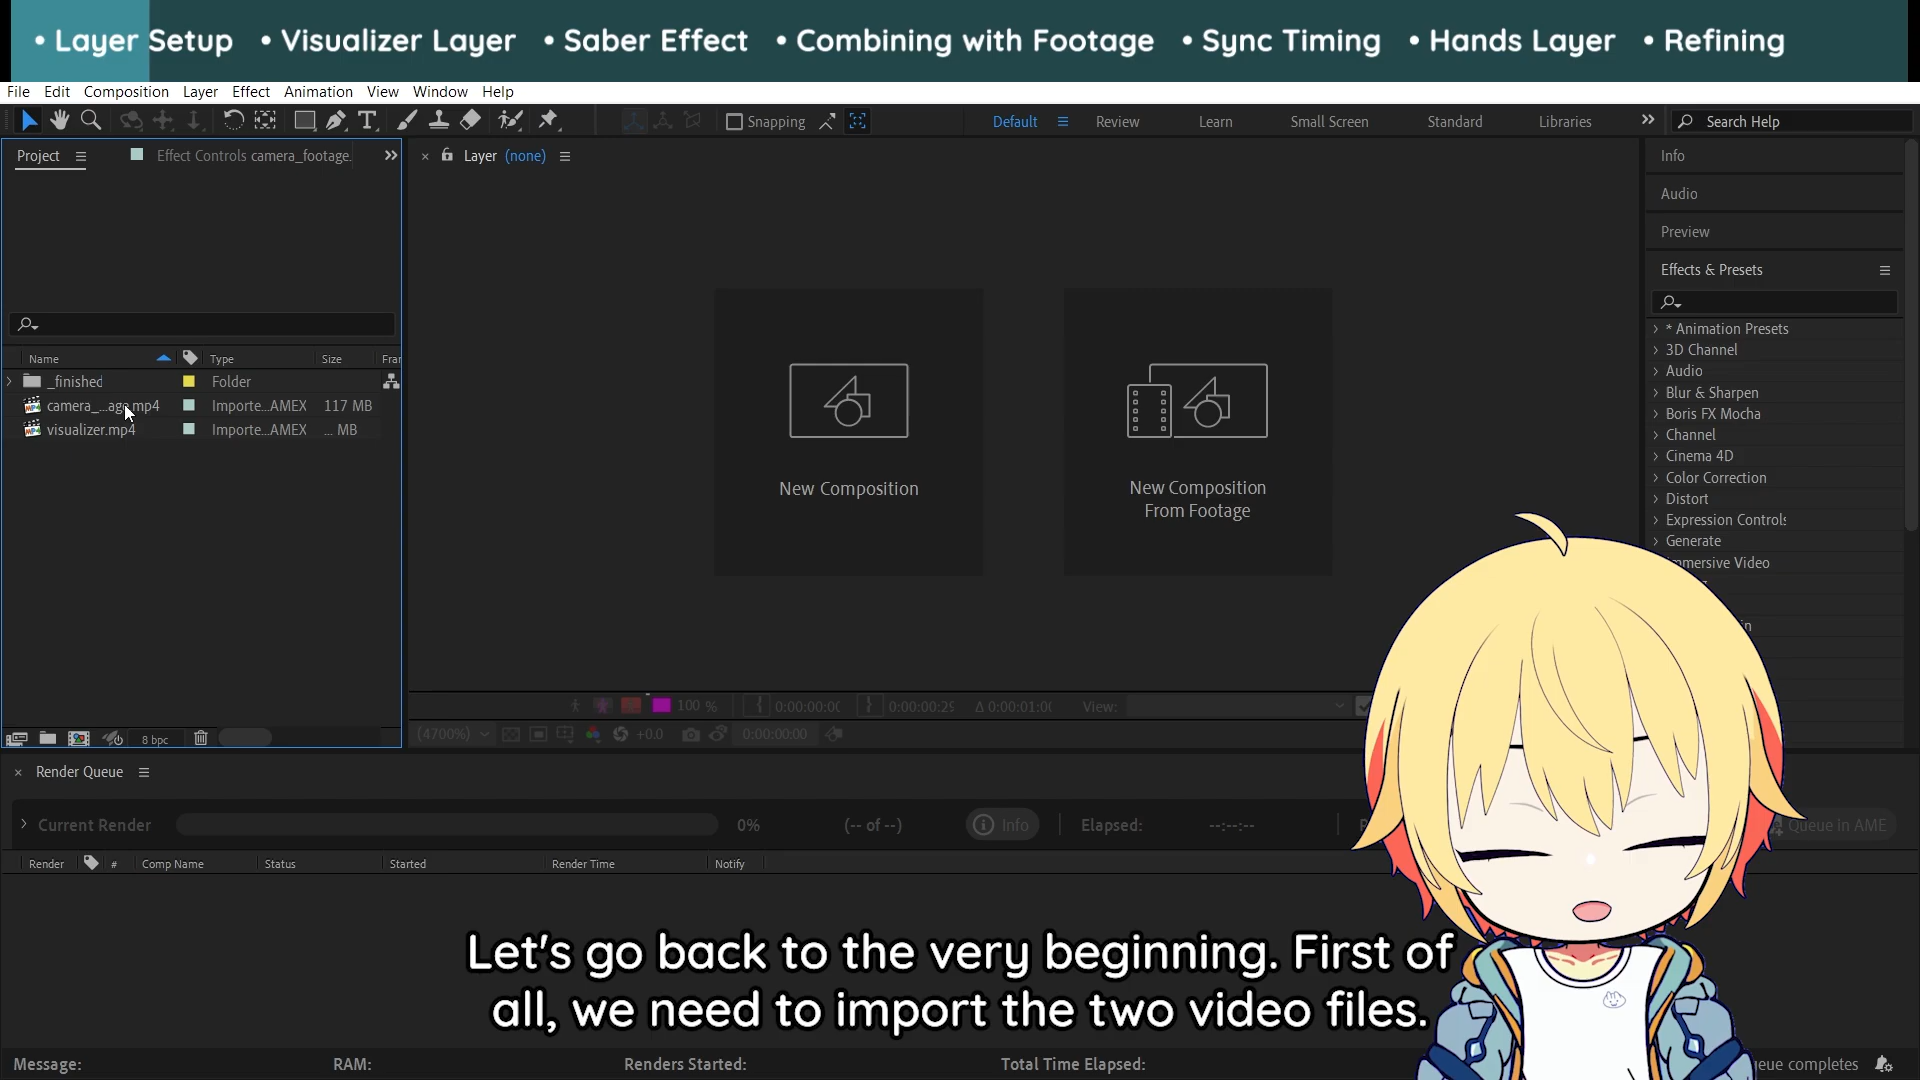 • Layer Setup • Visualizer Layer • Saber Effect • Combining with Footage • Sync Timing • Hands Layer • Refining
File Edit Composition Layer Effect Animation View Window Help
Snapping Default Review Learn Small Screen Standard Libraries Search Help
Project Effect Controls camera_footage.
Layer (none)
Info
Audio
Preview
Effects & Presets
Name Type Size Fran
_finished Folder
camera_...age.mp4 Importe...AMEX 117 MB
visualizer.mp4 Importe...AMEX ... MB
8 bpc
New Composition
New Composition
From Footage
* Animation Presets
3D Channel
Audio
Blur & Sharpen
Boris FX Mocha
Channel
Cinema 4D
Color Correction
Distort
Expression Controls
Generate
mmersive Video
100 % 0:00:00:00 0:00:00:29 Δ 0:00:01:00 View:
(4700%) +0.0 0:00:00:00
Render Queue
Current Render 0% (-- of --) Info Elapsed: --:--:-- Queue in AME
Render # Comp Name Status Started Render Time Notify
Let's go back to the very beginning. First of
all, we need to import the two video files.
Message: RAM: Renders Started: Total Time Elapsed: eue completes